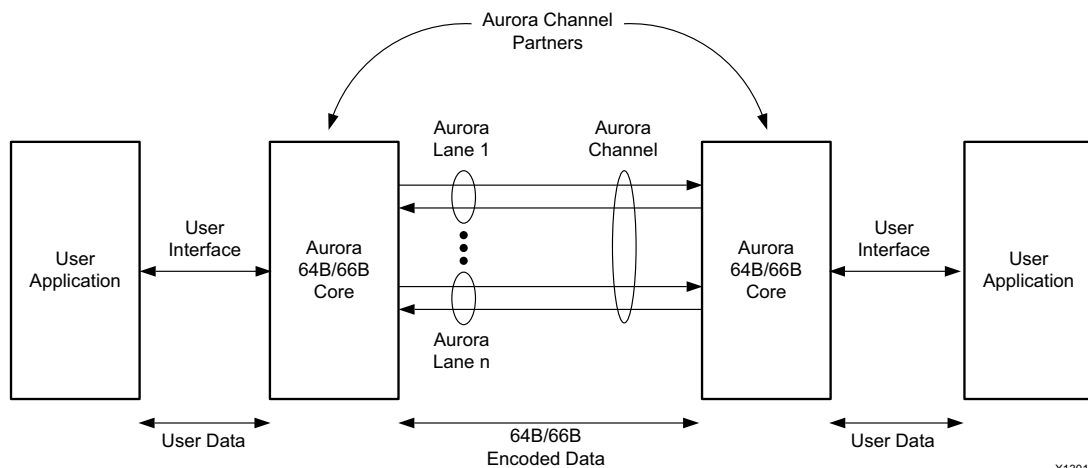 Aurora Channel
Partners
Aurora
Lane 1
Aurora
Channel
User
Application
User
Interface
Aurora
64B/66B
Core
Aurora
64B/66B
Core
User
Interface
User
Application
Aurora
Lane n
User Data
64B/66B
Encoded Data
User Data